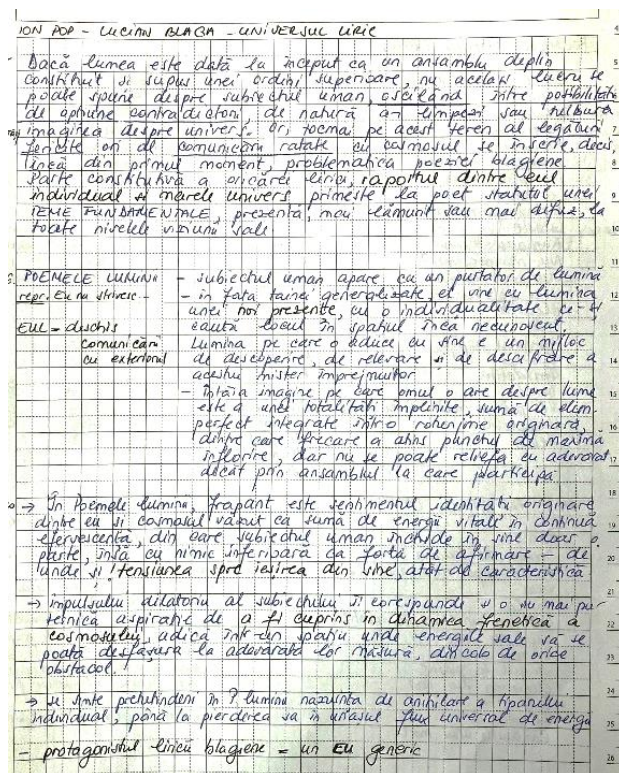 ION POP - LUCIAN BLAGA - UNIVERSUL LIRIC
Dacă lumea este dată la început ca un ansamblu deplin
constituit și supus unei ordini superioare, nu același lucru se
poate spune despre subiectul uman, oscilând între posibilități
de opțiune contradictorii, de natură a-i limpezi sau tulbura
imaginea despre univers. Or, tocmai pe acest teren al legăturii
fericite ori de comunicări ratate cu cosmosul se înscrie, deci,
încă din primul moment, problematica poeziei blagiene.
Parte constitutivă a oricărei lirici, raportul dintre eul
individual și marele univers primește la poet statutul unei
TEME FUNDAMENTALE, prezentă, mai lămurit sau mai difuz, la
toate nivelele viziunii sale.
POEMELE LUMINII - subiectul uman apare ca un purtator de lumină
repr. Eu nu strivesc... - în fața tainei generalizate, el vine cu lumina
unei noi prezențe, cu o individualitate ce-și
EUL = deschis caută locul în spațiul încă necunoscut.
comunicării Lumina pe care o aduce cu sine e un mijloc
cu exteriorul de descoperire, de relevare și de descifrare a
acestui mister împrejmuitor
- întâia imagine pe care omul o are despre lume
este a unei totalități împlinite, sumă de elem.
perfect integrate într-o rotunjime originară,
dintre care fiecare a atins punctul de maximă
înflorire, dar nu se poate reliefa cu adevărat
decât prin ansamblul la care participă
→ În Poemele luminii, frapant este sentimentul identității originare
dintre eu și cosmosul văzut ca sumă de energii vitale în continuă
efervescență, din care subiectul uman închide în sine doar o
parte, însă cu nimic inferioară ca forță de afirmare - de
unde și tensiunea spre ieșirea din sine, atât de caracteristică
→ impulsului dilatoriu al subiectului îi corespunde și o nu mai pu-
ternică aspirație de a fi cuprins în dinamica frenetică a
cosmosului, adică într-un spațiu unde energiile sale să se
poată desfășura la adevărata lor măsură, dincolo de orice
obstacol!
→ se simte pretutindeni în P. luminii năzuința de anihilare a tiparului
individual, până la pierderea sa în uriașul flux universal de energii
- protagonistul liricii blagiene = un EU generic